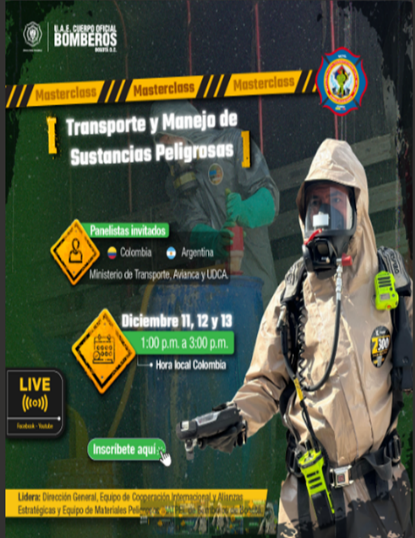 U.A.E. CUERPO OFICIAL
BOMBEROS
BOGOTÁ D.C.
Masterclass Masterclass Masterclass
Transporte y Manejo de
Sustancias Peligrosas
Panelistas invitados
Colombia Argentina
Ministerio de Transporte, Avianca y UDCA.
Diciembre 11, 12 y 13
1:00 p.m. a 3:00 p.m.
Hora local Colombia
LIVE
Facebook - Youtube
Inscríbete aquí
Lidera: Dirección General, Equipo de Cooperación Internacional y Alianzas
Estratégicas y Equipo de Materiales Peligrosos